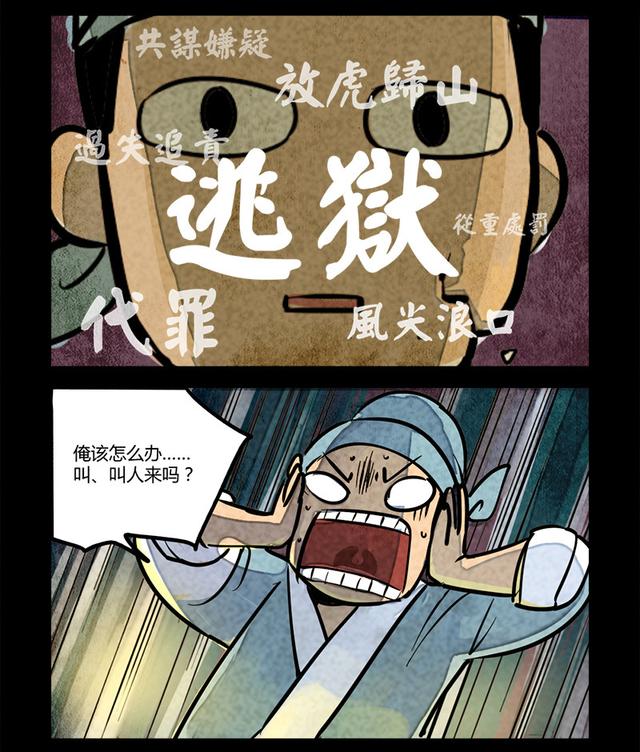 共謀嫌疑
放虎歸山
過失追責
逃獄
從重處罰
代罪
風尖浪口
俺该怎么办......
叫、叫人来吗？